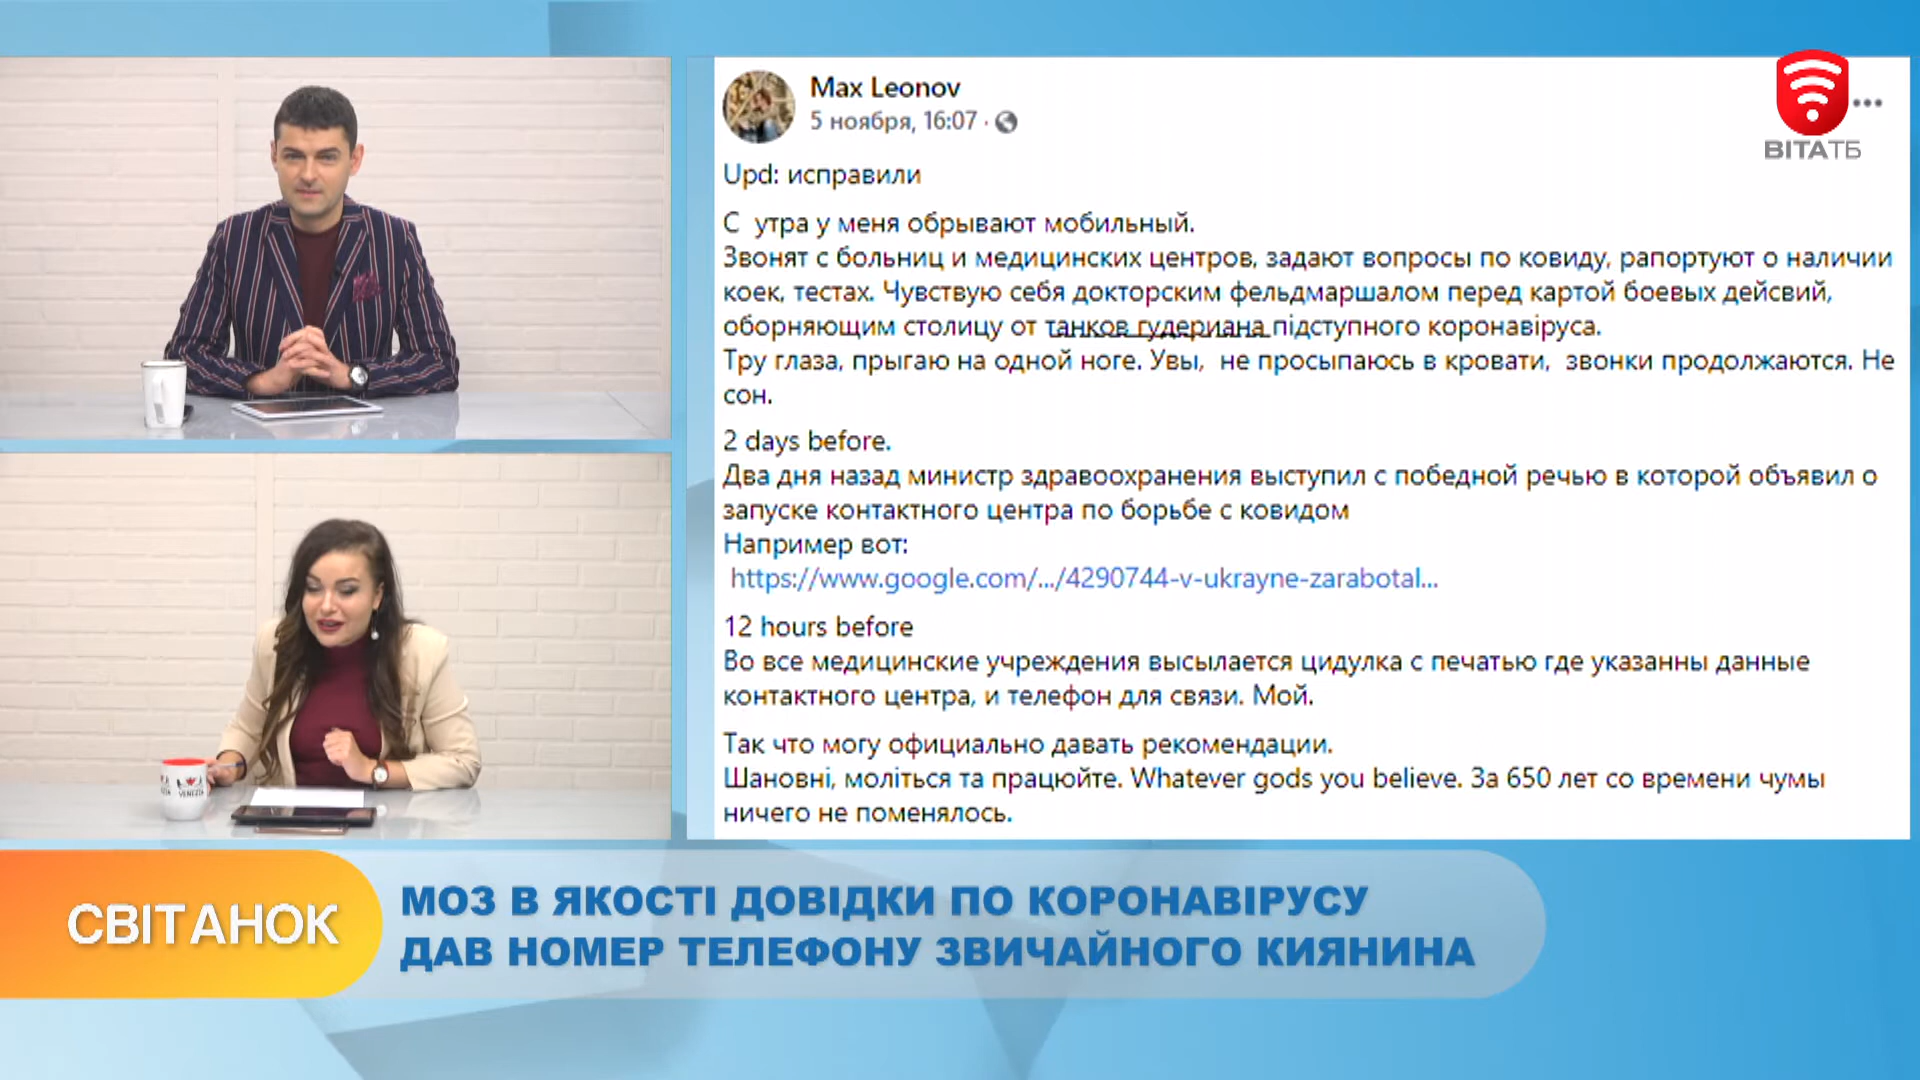 Max Leonov
5 ноября, 16:07 ·
ВІТАТБ
Upd: исправили
С утра у меня обрывают мобильный.
Звонят с больниц и медицинских центров, задают вопросы по ковиду, рапортуют о наличии
коек, тестах. Чувствую себя докторским фельдмаршалом перед картой боевых дейсвий,
оборняющим столицу от танков гудериана підступного коронавіруса.
Тру глаза, прыгаю на одной ноге. Увы, не просыпаюсь в кровати, звонки продолжаются. Не
сон.
2 days before.
Два дня назад министр здравоохранения выступил с победной речью в которой объявил о
запуске контактного центра по борьбе с ковидом
Например вот:
https://www.google.com/.../4290744-v-ukrayne-zarabotal...
12 hours before
Во все медицинские учреждения высылается цидулка с печатью где указанны данные
контактного центра, и телефон для связи. Мой.
Так что могу официально давать рекомендации.
Шановні, моліться та працюйте. Whatever gods you believe. За 650 лет со времени чумы
ничего не поменялось.
VENEZIA
СВІТАНОК
МОЗ В ЯКОСТІ ДОВІДКИ ПО КОРОНАВІРУСУ
ДАВ НОМЕР ТЕЛЕФОНУ ЗВИЧАЙНОГО КИЯНИНА